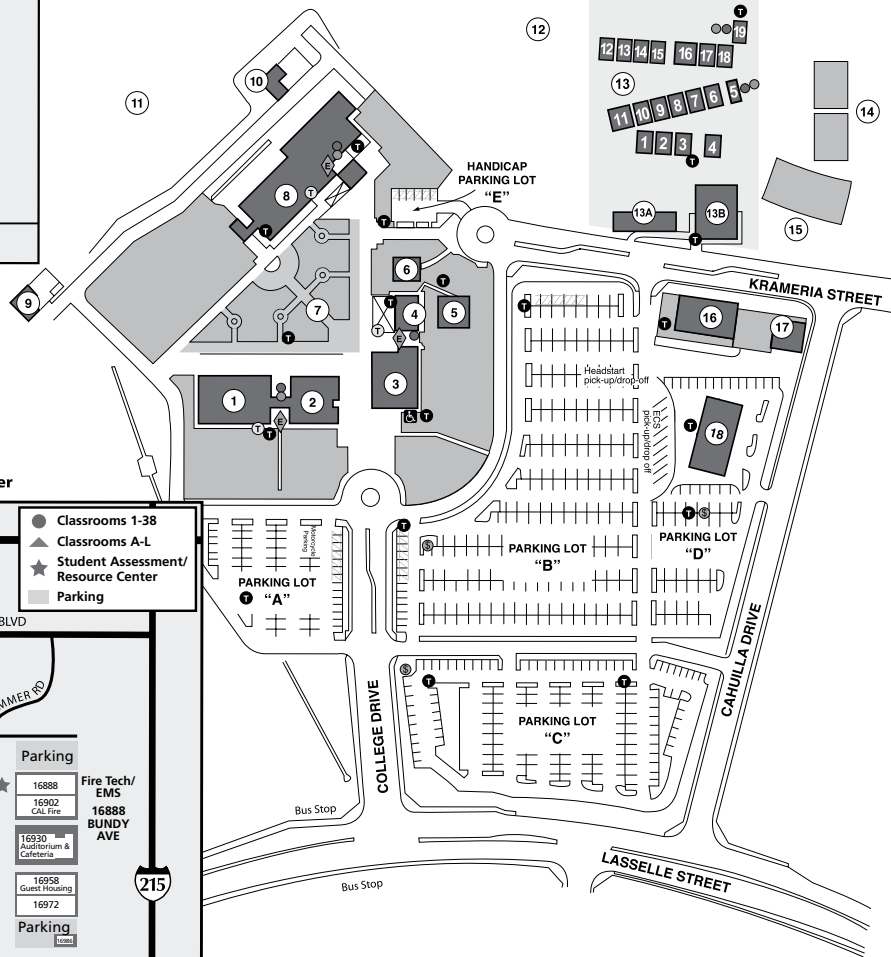 12
T
19
12 13 14 15 16 17 18
13
11 10 9 8 7 6 5
1 2 3 4
T
14
15
13A
13B
T
10
11
E
T
8
T
T
HANDICAP
PARKING LOT
"E"
T
9
7
T
6
T
T
4
5
T
E
3
T
1
2
E
T
T
KRAMERIA STREET
T
16
17
T
Headstart
pick-up/drop-off
ECS
pick-up/drop off
T
18
T
S
PARKING LOT
"D"
er
Classrooms 1-38
Classrooms A-L
Student Assessment/
Resource Center
Parking
BLVD
Motorcycle
Parking
PARKING LOT
T "A"
T
S
PARKING LOT
"B"
S
T
T
PARKING LOT
"C"
COLLEGE DRIVE
CAHUILLA DRIVE
MMER RD
Parking
16888
16902
CAL Fire
16930
Auditorium &
Cafeteria
16958
Guest Housing
16972
Parking
16986
Fire Tech/
EMS
16888
BUNDY
AVE
215
Bus Stop
Bus Stop
LASSELLE STREET